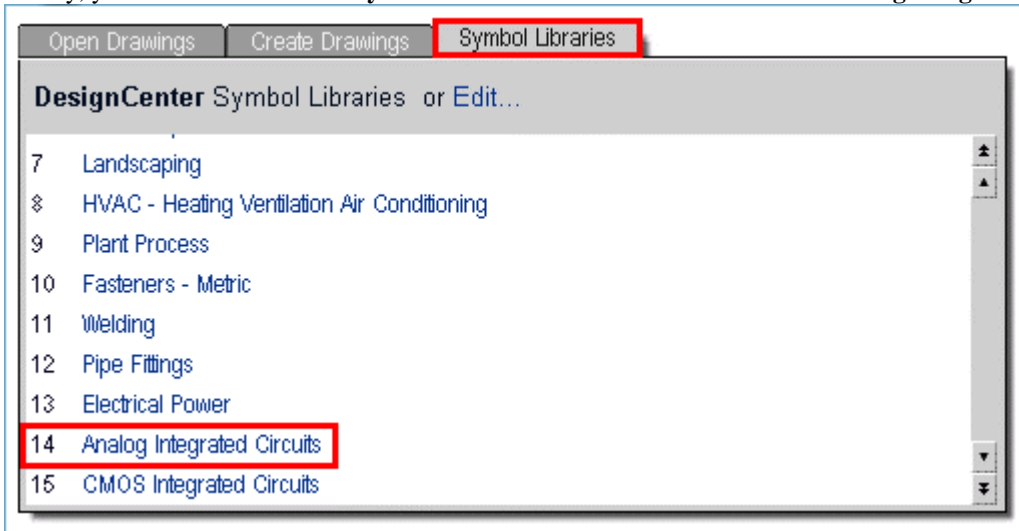 Open Drawings Create Drawings Symbol Libraries
DesignCenter Symbol Libraries or Edit...
7 Landscaping
8 HVAC - Heating Ventilation Air Conditioning
9 Plant Process
10 Fasteners - Metric
11 Welding
12 Pipe Fittings
13 Electrical Power
14 Analog Integrated Circuits
15 CMOS Integrated Circuits